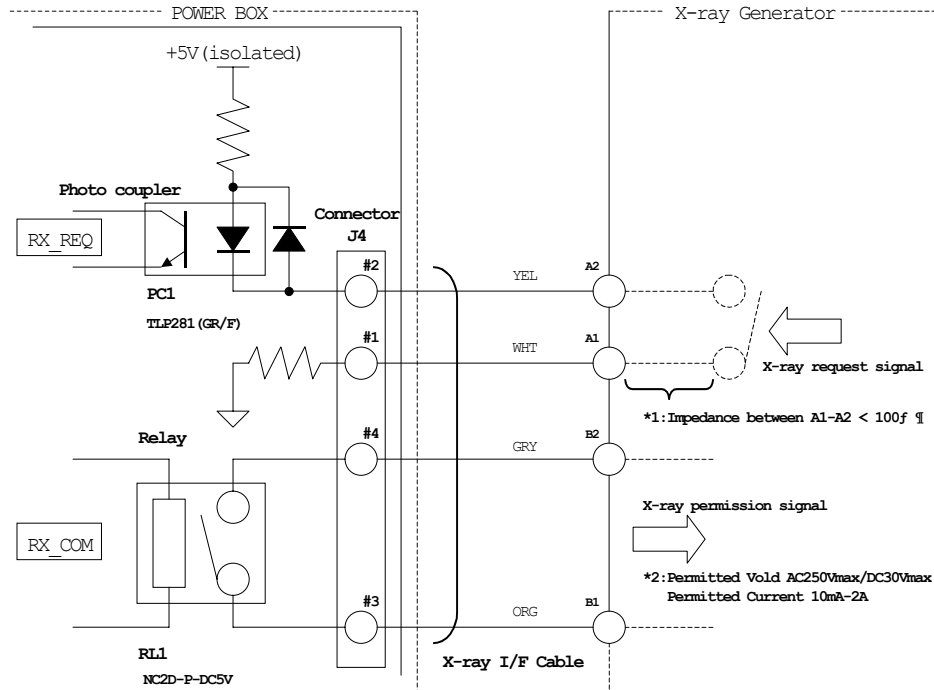 POWER BOX
X-ray Generator
+5V(isolated)
Photo coupler
Connector
J4
RX_REQ
#2
YEL
A2
PC1
TLP281(GR/F)
#1
WHT
A1
X-ray request signal
*1:Impedance between A1-A2 < 100ƒ ¶
Relay
#4
GRY
B2
X-ray permission signal
RX_COM
*2:Permitted Vold AC250Vmax/DC30Vmax
Permitted Current 10mA-2A
#3
ORG
B1
RL1
X-ray I/F Cable
NC2D-P-DC5V